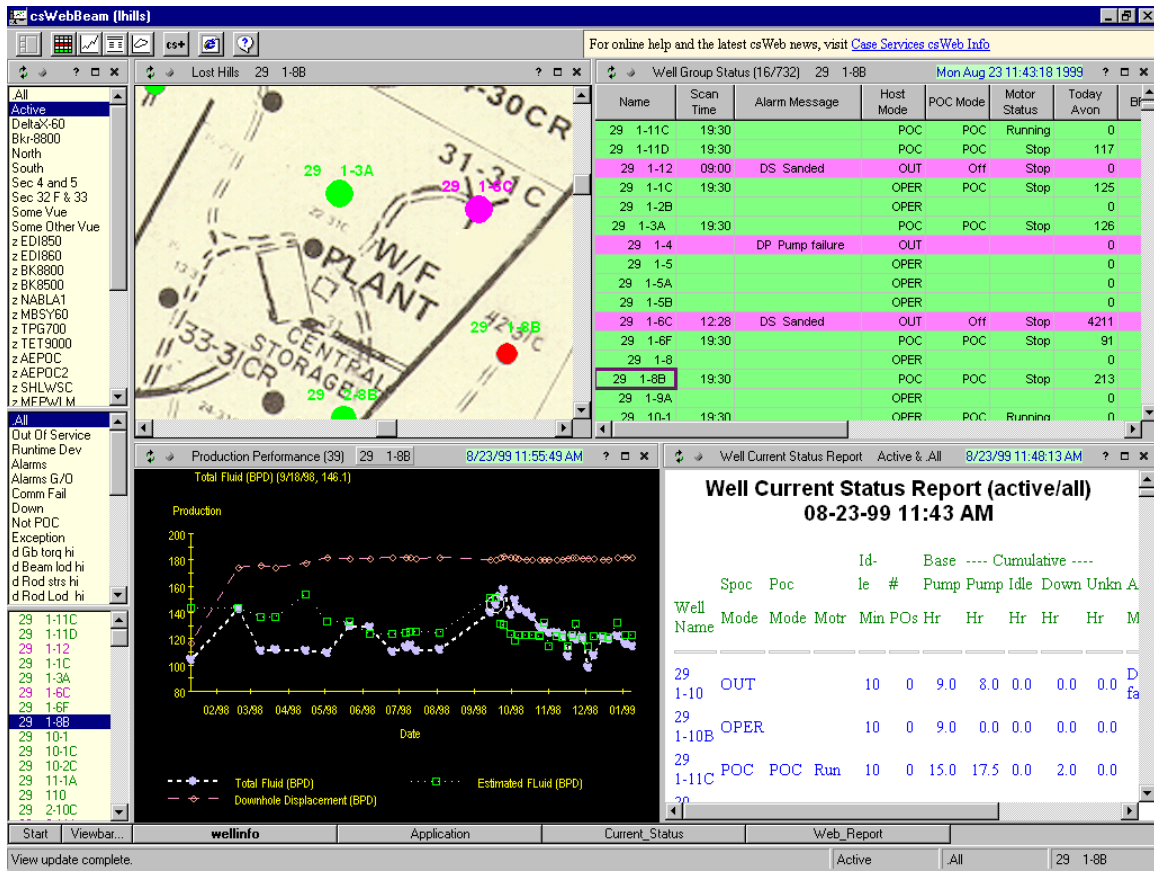 csWebBeam (lhills)
cs+
For online help and the latest csWeb news, visit Case Services csWeb Info
.All
Active
DeltaX-60
Bkr-8800
North
South
Sec 4 and 5
Sec 32 F & 33
Some Vue
Some Other Vue
z EDI850
z EDI860
z BK8800
z BK8500
z NABLA1
z MBSY60
z TPG700
z TET9000
z AEPOC
z AEPOC2
z SHLWSC
z MFPWLM
.All
Out Of Service
Runtime Dev
Alarms
Alarms G/O
Comm Fail
Down
Not POC
Exception
d Gb torq hi
d Beam lod hi
d Rod strs hi
d Rod Lod hi
29 1-11C
29 1-11D
29 1-12
29 1-1C
29 1-3A
29 1-6C
29 1-6F
29 1-8B
29 10-1
29 10-1C
29 10-2C
29 11-1A
29 110
29 2-10C
Lost Hills 29 1-8B
4-30CR
31-31C
29 1-3A
29 1-6C
22 31C
W/F
PLANT
13-3
42-31C
29 1-8B
33-31CR
CENTRAL
STORAGE
29 2-8B
24-31
Well Group Status (16/732) 29 1-8B Mon Aug 23 11:43:18 1999
Name Scan Time Alarm Message Host Mode POC Mode Motor Status Today Avon
29 1-11C 19:30 POC POC Running 0
29 1-11D 19:30 POC POC Stop 117
29 1-12 09:00 DS Sanded OUT Off Stop 0
29 1-1C 19:30 OPER POC Stop 125
29 1-2B OPER 0
29 1-3A 19:30 POC POC Stop 126
29 1-4 DP Pump failure OUT 0
29 1-5 OPER 0
29 1-5A OPER 0
29 1-5B OPER 0
29 1-6C 12:28 DS Sanded OUT Off Stop 4211
29 1-6F 19:30 POC POC Stop 91
29 1-8 OPER 0
29 1-8B 19:30 POC POC Stop 213
29 1-9A OPER 0
29 10-1 19:30 OPER POC Running 0
Production Performance (39) 29 1-8B 8/23/99 11:55:49 AM
Total Fluid (BPD) (9/18/98, 146.1)
Production
200
180
160
140
120
100
80
02/98 03/98 04/98 05/98 06/98 07/98 08/98 09/98 10/98 11/98 12/98 01/99
Date
Total Fluid (BPD) Estimated FLuid (BPD)
Downhole Displacement (BPD)
Well Current Status Report Active & .All 8/23/99 11:48:13 AM
Well Current Status Report (active/all)
08-23-99 11:43 AM
Id- Base ---- Cumulative ----
Spoc Poc le # Pump Pump Idle Down Unkn A
Well Name Mode Mode Motr Min POs Hr Hr Hr Hr Hr M
29 1-10 OUT 10 0 9.0 8.0 0.0 0.0 0.0 D fa
29 1-10B OPER 10 0 9.0 0.0 0.0 0.0 0.0
29 1-11C POC POC Run 10 0 15.0 17.5 0.0 2.0 0.0
Start Viewbar... wellinfo Application Current_Status Web_Report
View update complete. Active .All 29 1-8B